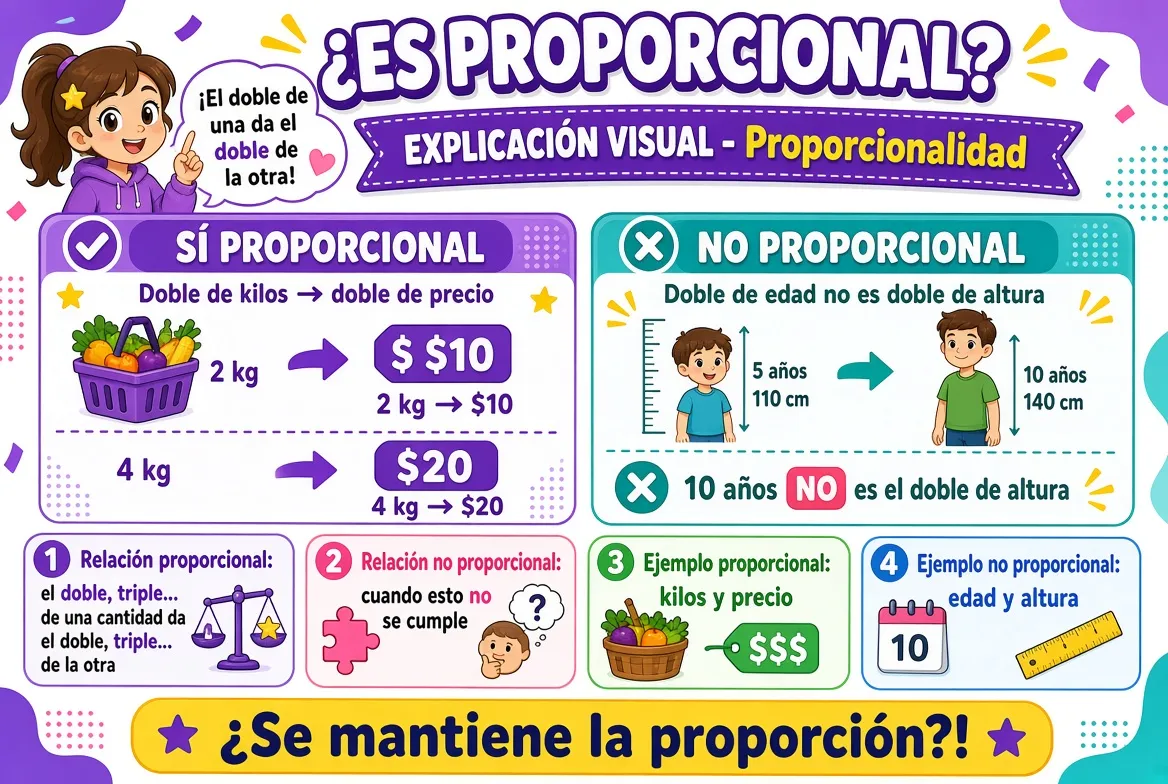 ¿ES PROPORCIONAL?
¡El doble de
una da el
doble de
la otra!
EXPLICACIÓN VISUAL - Proporcionalidad
SÍ PROPORCIONAL
Doble de kilos → doble de precio
2 kg
$ $10
2 kg → $10
4 kg
$20
4 kg → $20
NO PROPORCIONAL
Doble de edad no es doble de altura
5 años
110 cm
10 años
140 cm
10 años NO es el doble de altura
1 Relación proporcional:
el doble, triple...
de una cantidad da
el doble, triple...
de la otra
2 Relación no proporcional:
cuando esto no
se cumple
?
3 Ejemplo proporcional:
kilos y precio
$$$
4 Ejemplo no proporcional:
edad y altura
10
¿Se mantiene la proporción?!